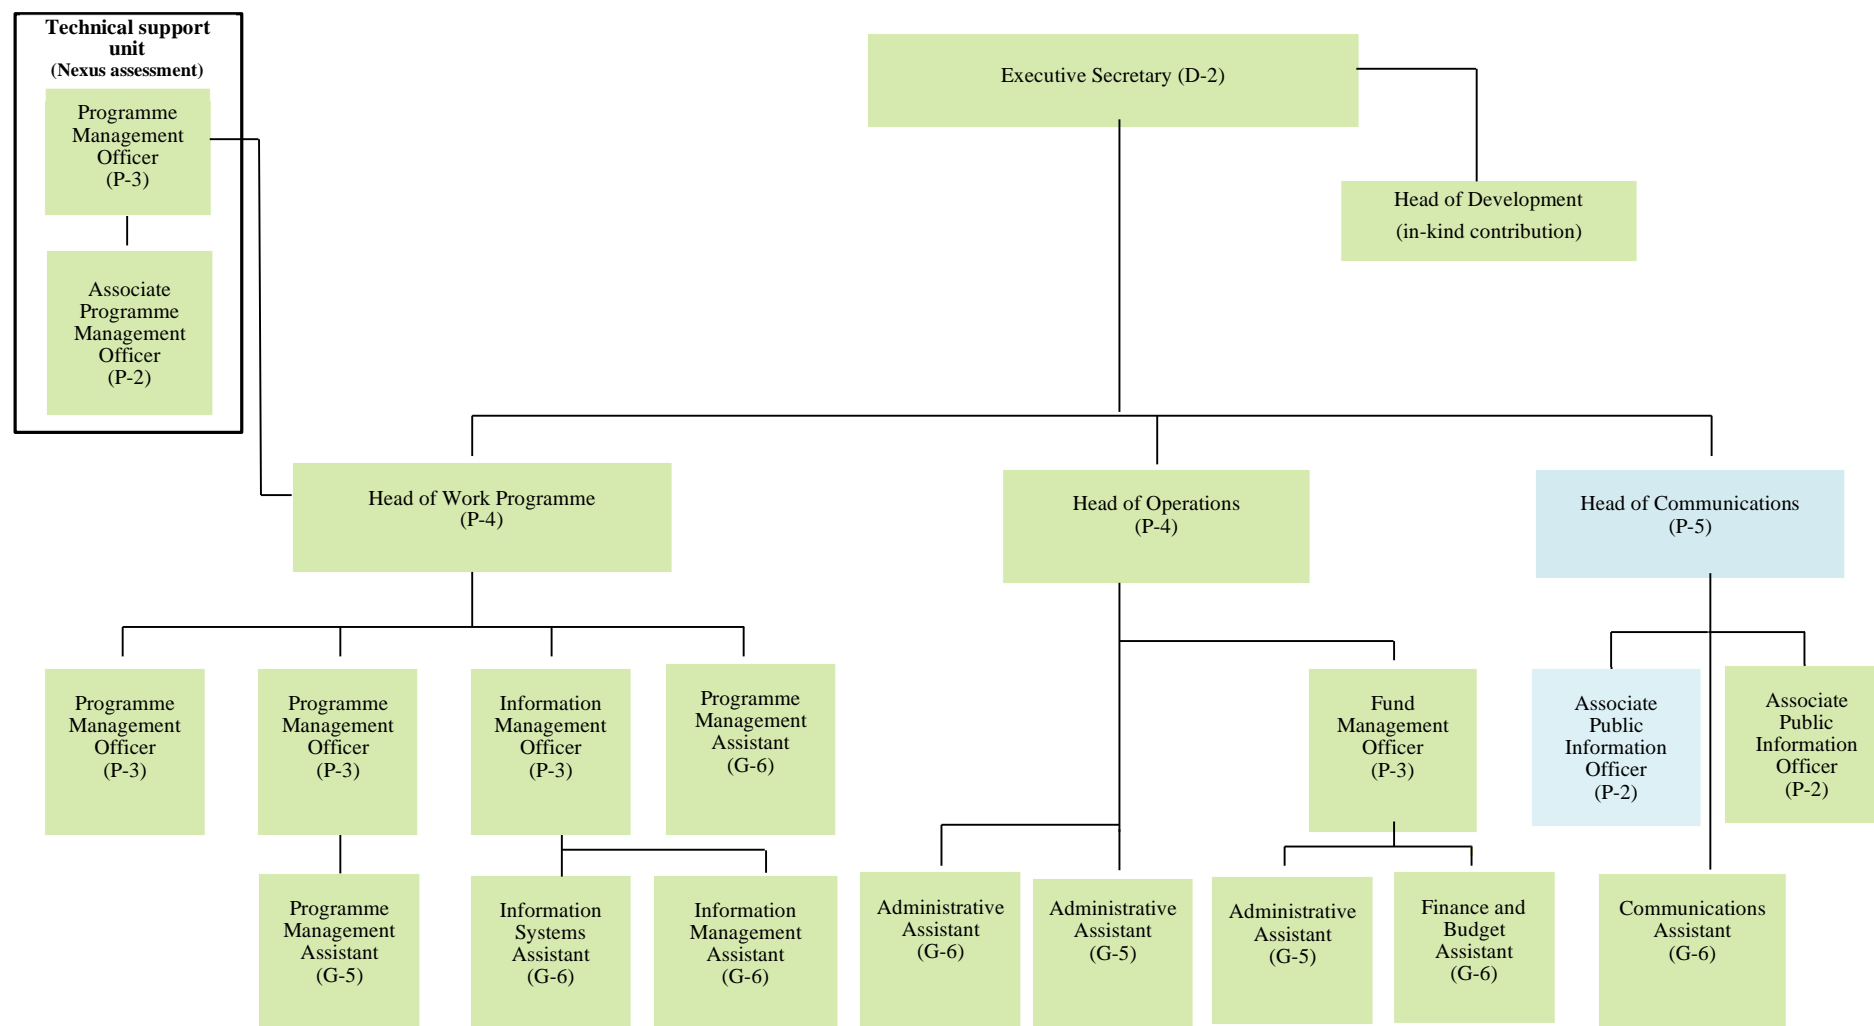 Technical support
unit
(Nexus assessment)
Programme
Management
Officer
(P-3)
Associate
Programme
Management
Officer
(P-2)
Executive Secretary (D-2)
Head of Development
(in-kind contribution)
Head of Work Programme
(P-4)
Head of Operations
(P-4)
Head of Communications
(P-5)
Programme
Management
Officer
(P-3)
Programme
Management
Officer
(P-3)
Information
Management
Officer
(P-3)
Programme
Management
Assistant
(G-6)
Fund
Management
Officer
(P-3)
Associate
Public
Information
Officer
(P-2)
Associate
Public
Information
Officer
(P-2)
Programme
Management
Assistant
(G-5)
Information
Systems
Assistant
(G-6)
Information
Management
Assistant
(G-6)
Administrative
Assistant
(G-6)
Administrative
Assistant
(G-5)
Administrative
Assistant
(G-5)
Finance and
Budget
Assistant
(G-6)
Communications
Assistant
(G-6)